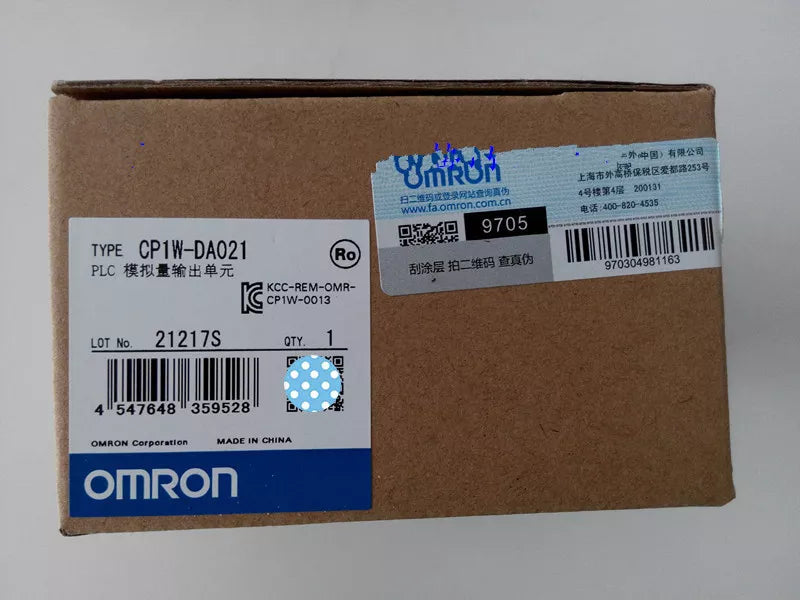 TYPE CP1W-DA021
PLC 模拟量输出单元
Ro
KCC-REM-OMR-
CP1W-0013
LOT No. 21217S
QTY. 1
4 547648 359528
OMRON Corporation MADE IN CHINA
OMRON
OMRON
扫二维码或登录网站查询真伪
www.fa.omron.com.cn
9705
刮涂层 扫二维码 查真伪
中国）有限公司
上海市外高桥保税区爱都路253号
4号楼第4层 200131
电话 400-820-4535
970304981163